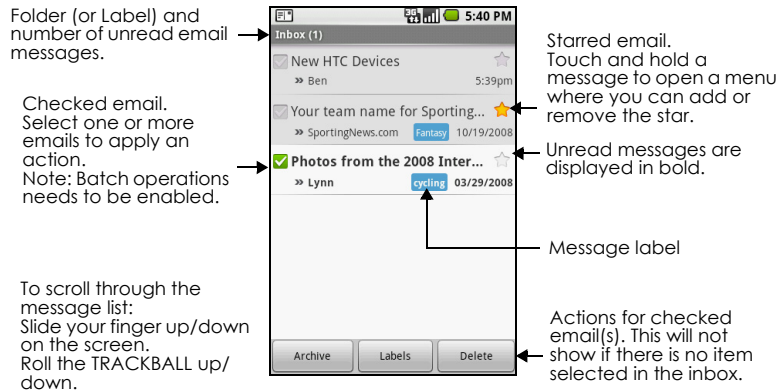 Folder (or Label) and
number of unread email
messages.
Checked email.
Select one or more
emails to apply an
action.
Note: Batch operations
needs to be enabled.
To scroll through the
message list:
Slide your finger up/down
on the screen.
Roll the TRACKBALL up/
down.
3G 5:40 PM
Inbox (1)
New HTC Devices
» Ben 5:39pm
Your team name for Sporting...
» SportingNews.com Fantasy 10/19/2008
Photos from the 2008 Inter...
» Lynn cycling 03/29/2008
Archive Labels Delete
Starred email.
Touch and hold a
message to open a menu
where you can add or
remove the star.
Unread messages are
displayed in bold.
Message label
Actions for checked
email(s). This will not
show if there is no item
selected in the inbox.